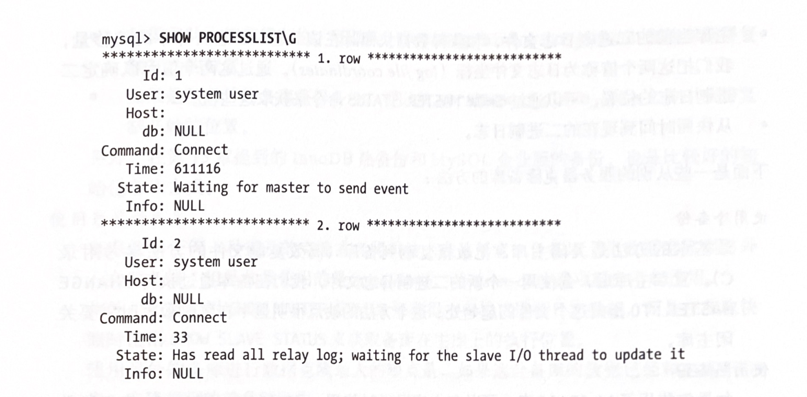 mysql> SHOW PROCESSLIST\G
*************************** 1. row ***************************
Id: 1
User: system user
Host:
db: NULL
Command: Connect
Time: 611116
State: Waiting for master to send event
Info: NULL
*************************** 2. row ***************************
Id: 2
User: system user
Host:
db: NULL
Command: Connect
Time: 33
State: Has read all relay log; waiting for the slave I/O thread to update it
Info: NULL